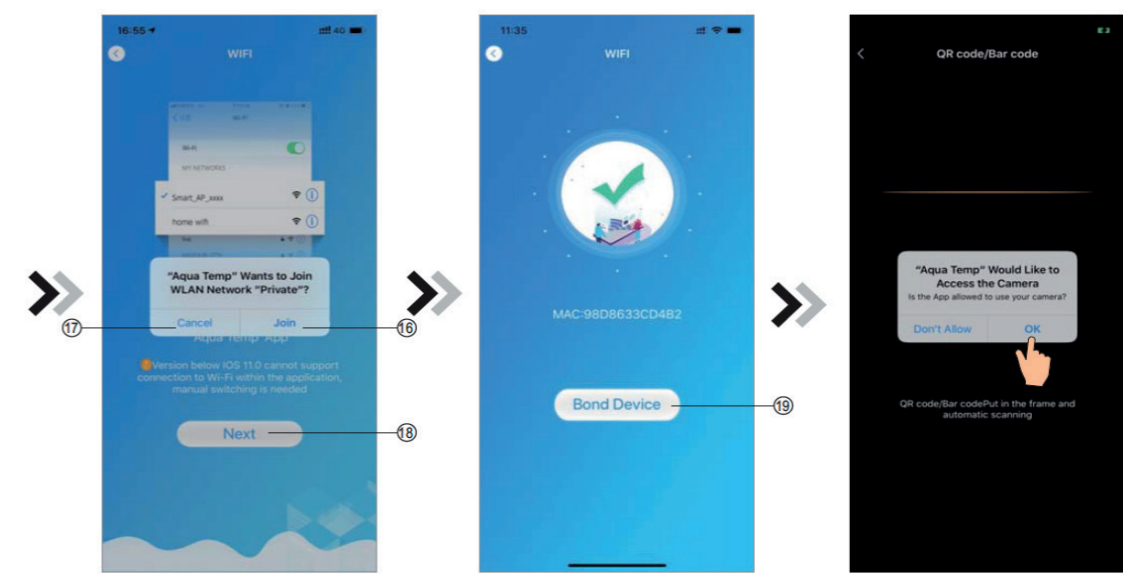 16:55
4G
WIFI
Wi-Fi
MY NETWORKS
Smart_AP_xxxx
home wifi
"Aqua Temp" Wants to Join
WLAN Network "Private"?
Cancel
Join
Aqua Temp App
Version below IOS 11.0 cannot support
connection to Wi-Fi within the application,
manual switching is needed
Next
⑰
⑯
⑱
11:35
WIFI
MAC:98D8633CD4B2
Bond Device
⑲
QR code/Bar code
"Aqua Temp" Would Like to
Access the Camera
Is the App allowed to use your camera?
Don't Allow
OK
QR code/Bar codePut in the frame and
automatic scanning